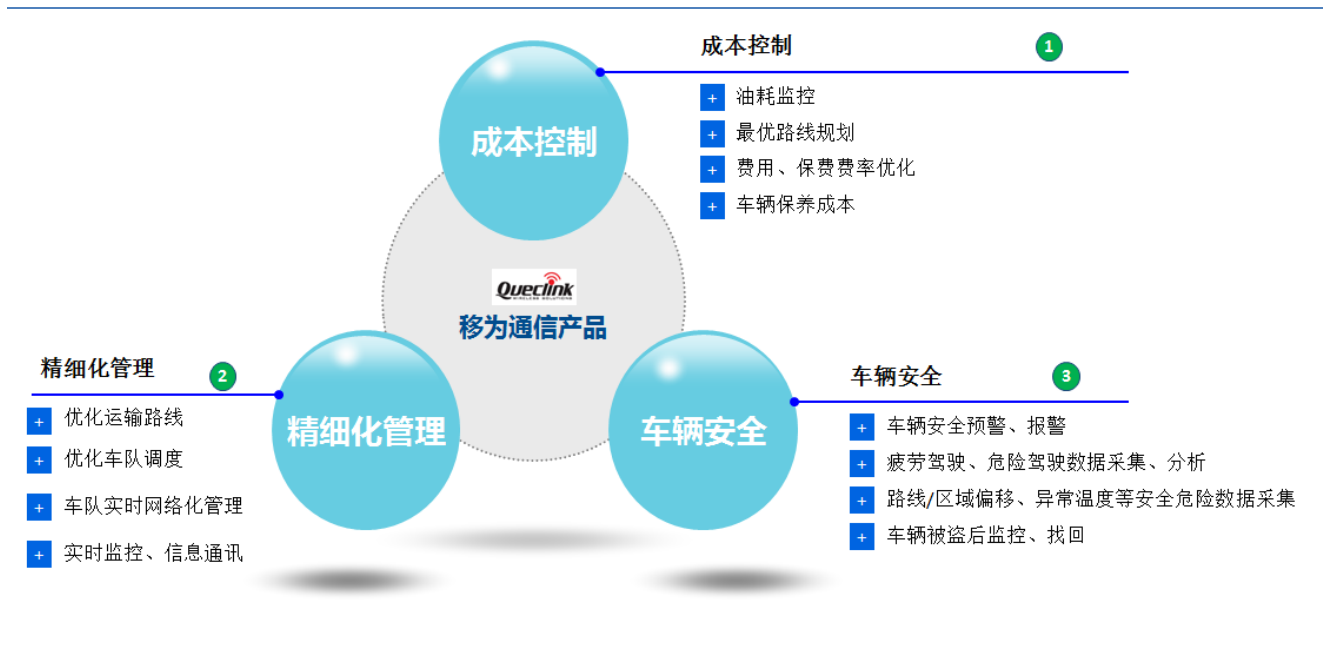 成本控制
1
+ 油耗监控
+ 最优路线规划
+ 费用、保费费率优化
+ 车辆保养成本
成本控制
Queclink
WIRELESS SOLUTIONS
移为通信产品
精细化管理
2
+ 优化运输路线
+ 优化车队调度
+ 车队实时网络化管理
+ 实时监控、信息通讯
精细化管理
车辆安全
车辆安全
3
+ 车辆安全预警、报警
+ 疲劳驾驶、危险驾驶数据采集、分析
+ 路线/区域偏移、异常温度等安全危险数据采集
+ 车辆被盗后监控、找回